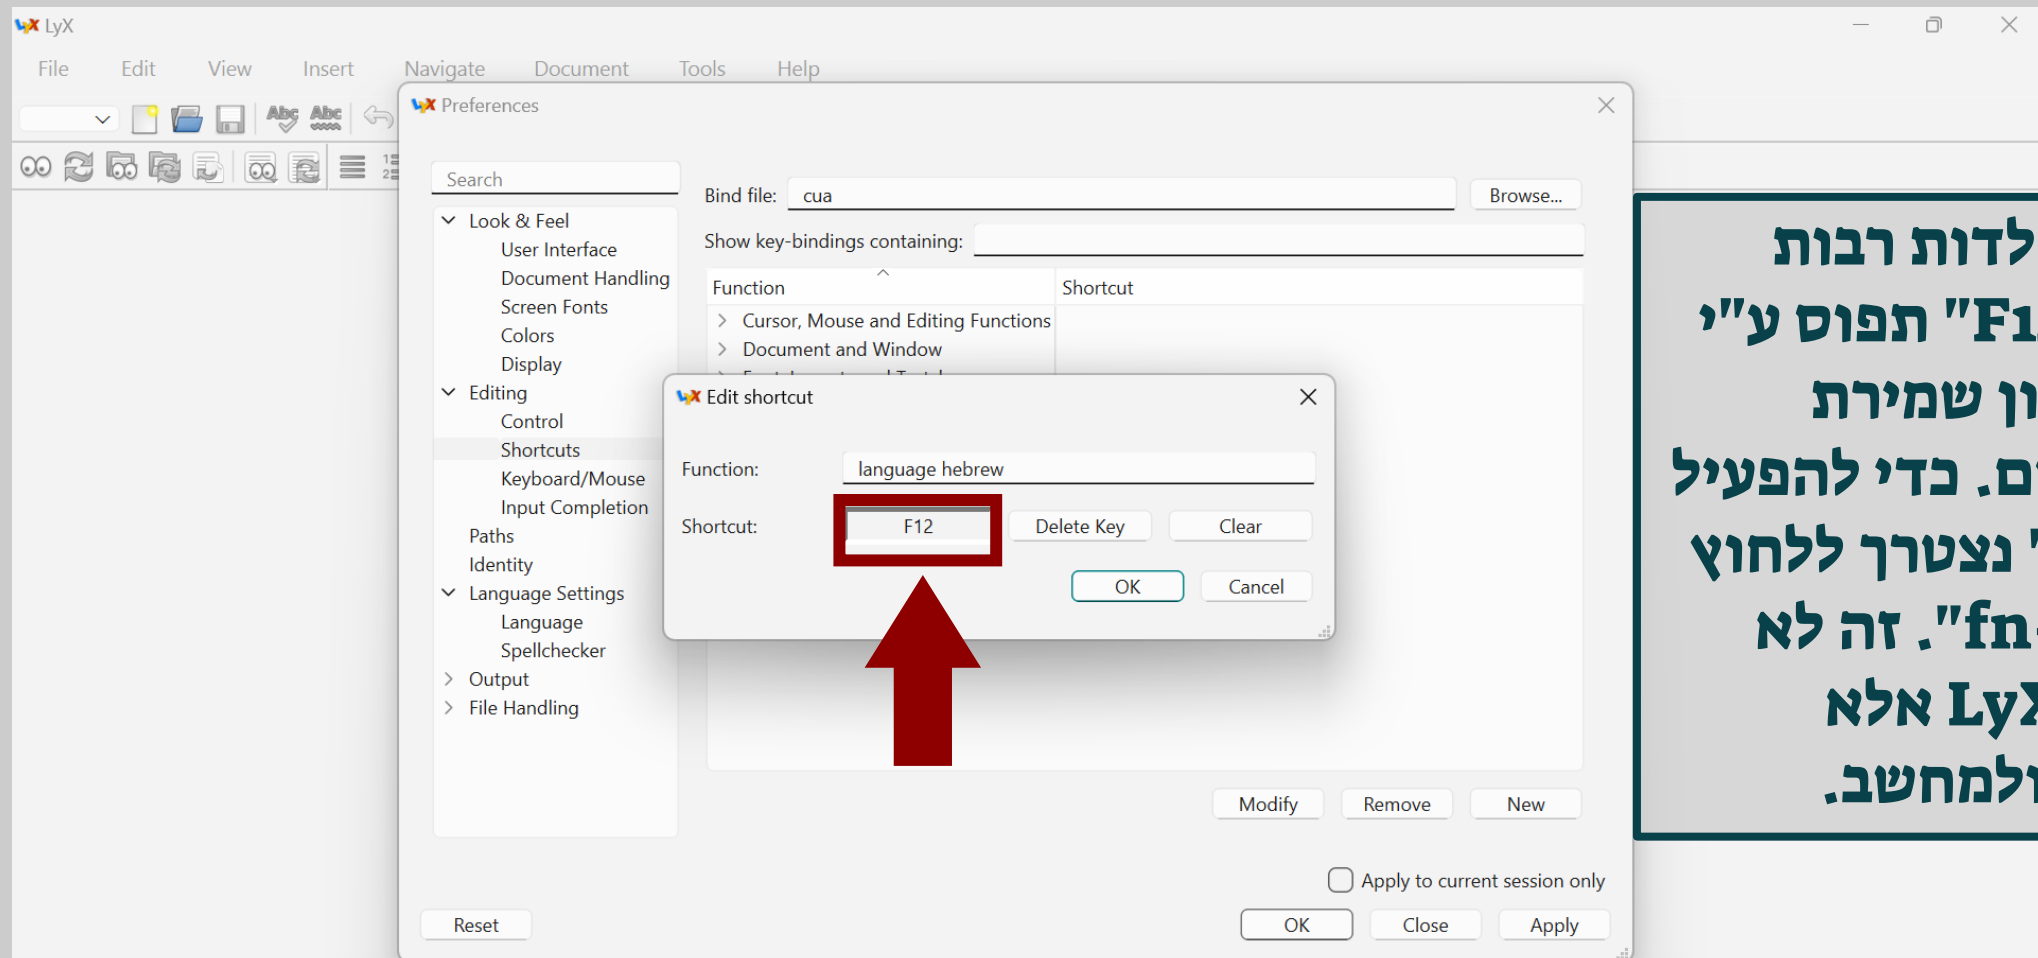 LyX
File Edit View Insert Navigate Document Tools Help
Preferences
Search
Look & Feel
User Interface
Document Handling
Screen Fonts
Colors
Display
Editing
Control
Shortcuts
Keyboard/Mouse
Input Completion
Paths
Identity
Language Settings
Language
Spellchecker
Output
File Handling
Bind file: cua Browse...
Show key-bindings containing:
Function Shortcut
Cursor, Mouse and Editing Functions
Document and Window
Edit shortcut
Function: language hebrew
Shortcut: F12 Delete Key Clear
OK Cancel
Modify Remove New
Apply to current session only
Reset OK Close Apply
רבות
תפוס ע"י
שמירת
כדי להפעיל
נצטרך ללחוץ
fn". זה לא
LyX אלא
ולמחשב.